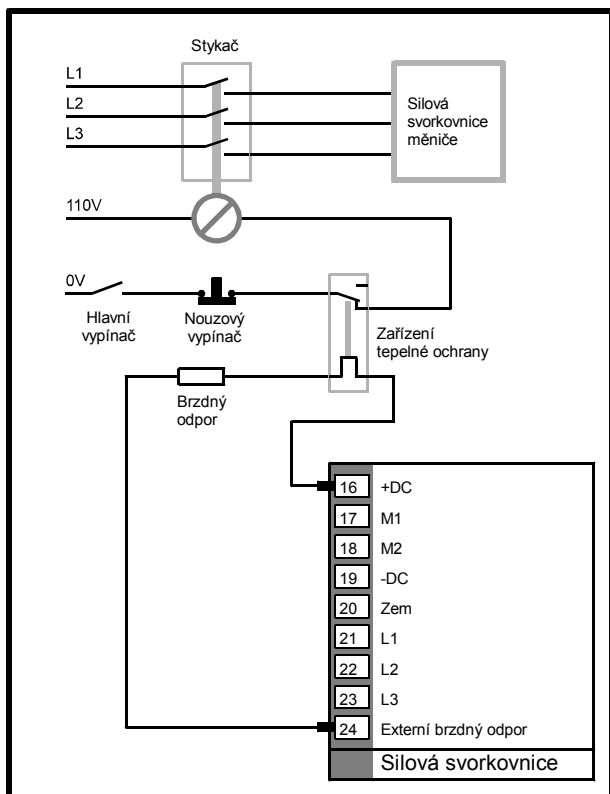 Stykač
L1
L2
L3
Silová
svorkovnice
měniče
110V
0V
Hlavní
vypínač
Nouzový
vypínač
Zařízení
tepelné ochrany
Brzdný
odpor
16 +DC
17 M1
18 M2
19 -DC
20 Zem
21 L1
22 L2
23 L3
24 Externí brzdný odpor
Silová svorkovnice